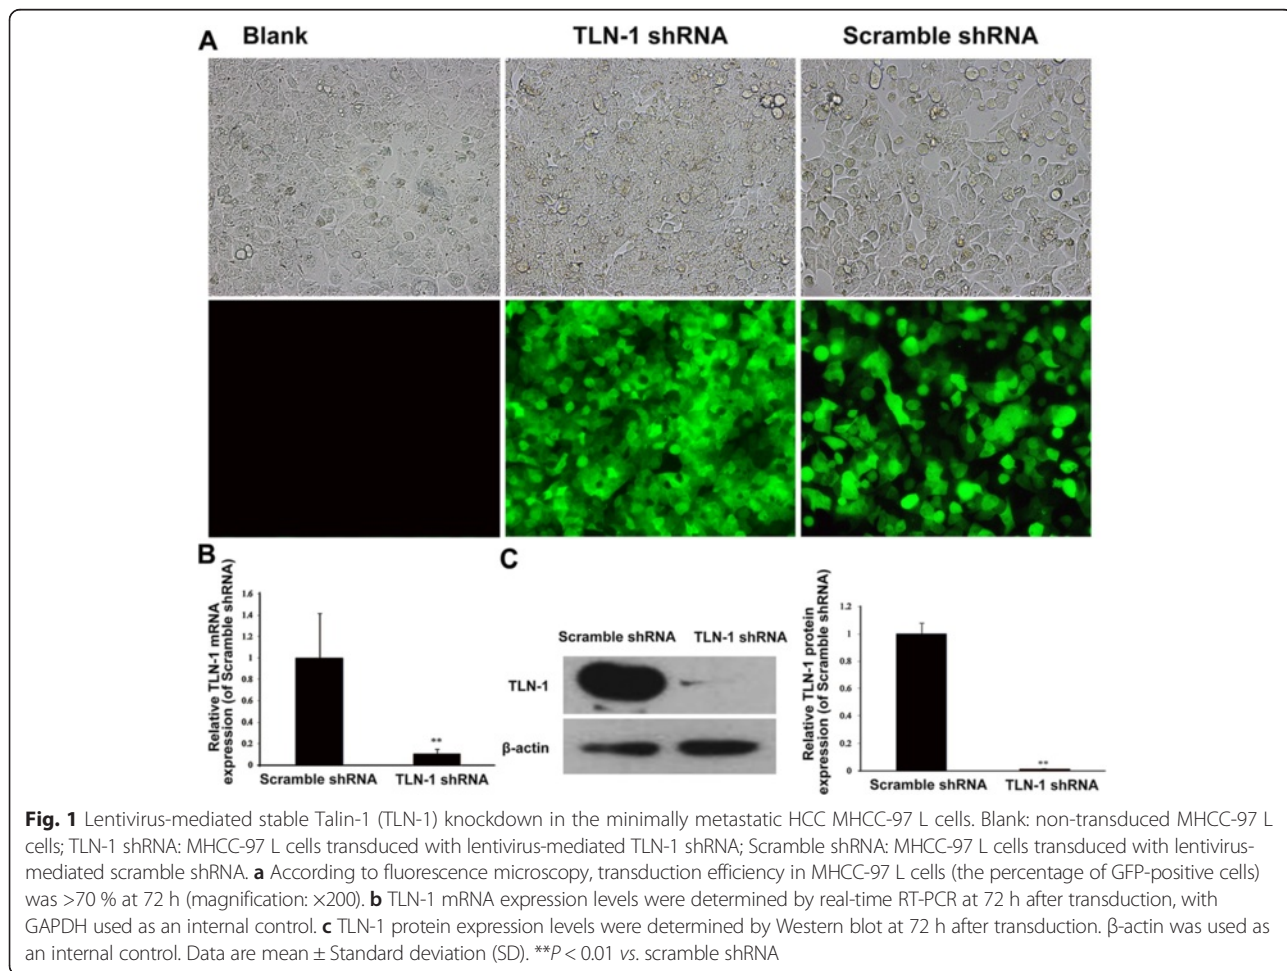 A Blank TLN-1 shRNA Scramble shRNA
B
Relative TLN-1 mRNA
expression (of Scramble shRNA)
1.6
1.4
1.2
1
0.8
0.6
0.4
0.2
0
**
Scramble shRNA TLN-1 shRNA
C
Scramble shRNA TLN-1 shRNA
TLN-1
β-actin
Relative TLN-1 protein
expression (of Scramble shRNA)
1.2
1
0.8
0.6
0.4
0.2
0
**
Scramble shRNA TLN-1 shRNA
Fig. 1 Lentivirus-mediated stable Talin-1 (TLN-1) knockdown in the minimally metastatic HCC MHCC-97 L cells. Blank: non-transduced MHCC-97 L
cells; TLN-1 shRNA: MHCC-97 L cells transduced with lentivirus-mediated TLN-1 shRNA; Scramble shRNA: MHCC-97 L cells transduced with lentivirus-
mediated scramble shRNA. a According to fluorescence microscopy, transduction efficiency in MHCC-97 L cells (the percentage of GFP-positive cells)
was >70 % at 72 h (magnification: ×200). b TLN-1 mRNA expression levels were determined by real-time RT-PCR at 72 h after transduction, with
GAPDH used as an internal control. c TLN-1 protein expression levels were determined by Western blot at 72 h after transduction. β-actin was used as
an internal control. Data are mean ± Standard deviation (SD). **P < 0.01 vs. scramble shRNA